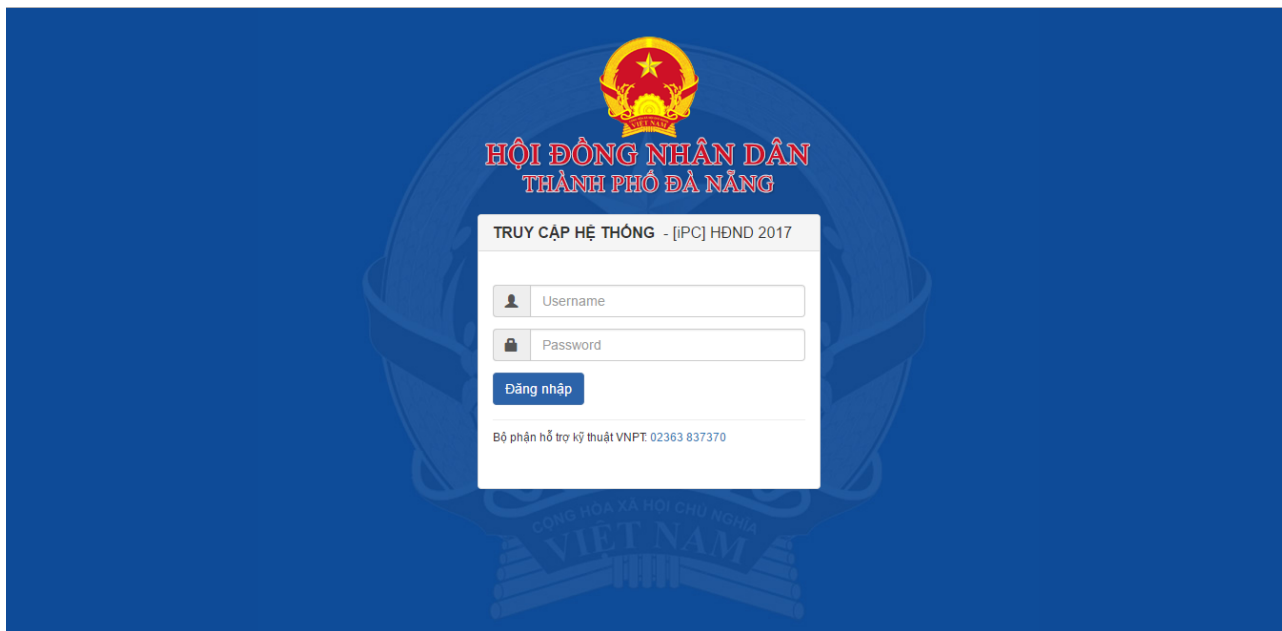 VIỆT NAM
HỘI ĐỒNG NHÂN DÂN
THÀNH PHỐ ĐÀ NẴNG
TRUY CẬP HỆ THỐNG - [iPC] HĐND 2017
Username
Password
Đăng nhập
Bộ phận hỗ trợ kỹ thuật VNPT: 02363 837370
CỘNG HÒA XÃ HỘI CHỦ NGHĨA
VIỆT NAM